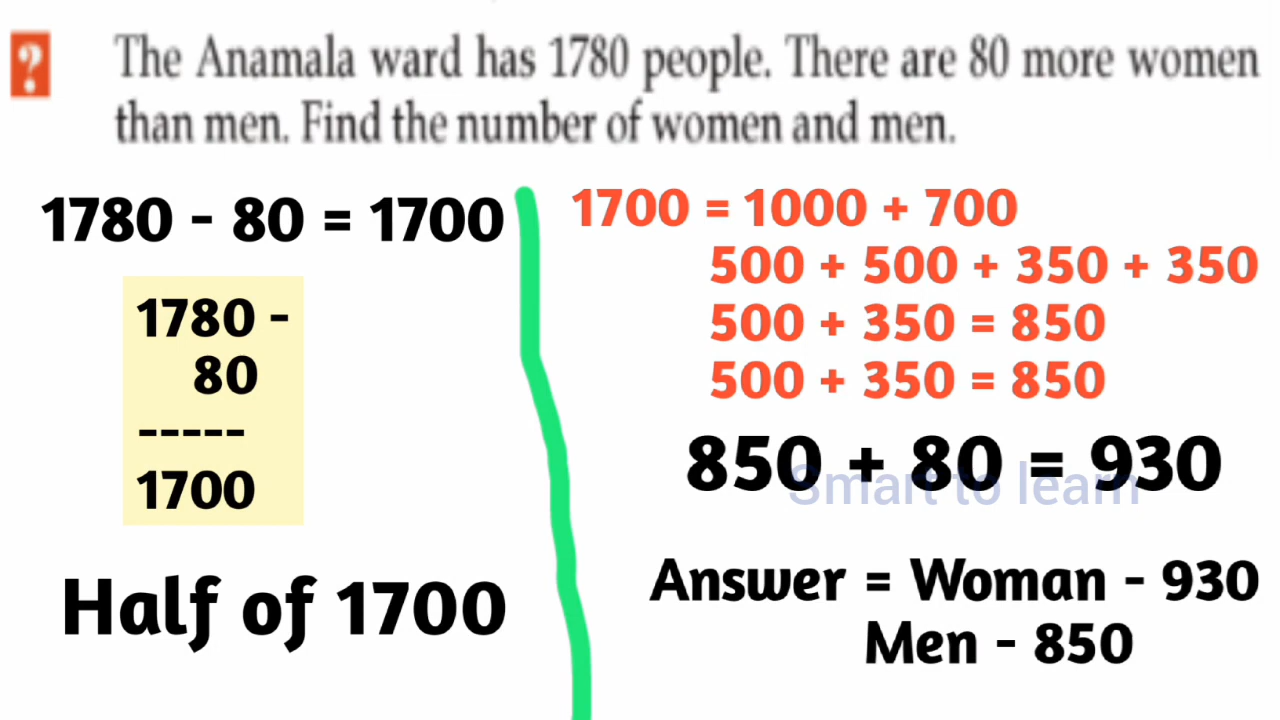 ?
The Anamala ward has 1780 people. There are 80 more women
than men. Find the number of women and men.
1780 - 80 = 1700
1780 -
80
-----
1700
Half of 1700
1700 = 1000 + 700
500 + 500 + 350 + 350
500 + 350 = 850
500 + 350 = 850
850 + 80 = 930
Smart to learn
Answer = Woman - 930
Men - 850